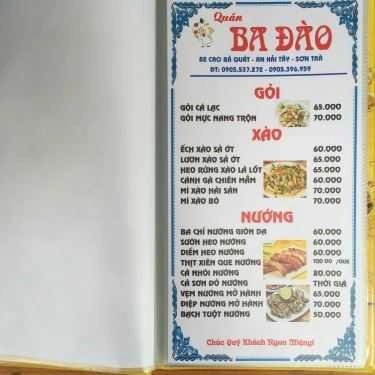 Quán
BA ĐÀO
82 CAO BÁ QUÁT - AN HẢI TÂY - SƠN TRÀ
ĐT: 0905.537.278 - 0905.396.959
GỎI
GỎI CÁ LẠC 65.000
GỎI MỰC NANG TRỘN 70.000
XÀO
ẾCH XÀO SẢ ỚT 60.000
LƯƠN XÀO SẢ ỚT 65.000
HEO RỪNG XÀO LÁ LỐT 65.000
CÁNH GÀ CHIÊN MẮM 60.000
MÌ XÀO HẢI SẢN 70.000
MÌ XÀO BÒ 70.000
NƯỚNG
BA CHỈ NƯỚNG GIÒN DA 60.000
SƯỜN HEO NƯỚNG 60.000
DIỀM HEO NƯỚNG 60.000
THỊT XIÊN QUE NƯỚNG 100 00 /QUE
CÁ NHỒI NƯỚNG 80.000
CÁ SƠN ĐỎ NƯỚNG THỜI GIÁ
VẸM NƯỚNG MỠ HÀNH 65.000
ĐIỆP NƯỚNG MỠ HÀNH 70.000
BẠCH TUỘT NƯỚNG 50.000
Chúc Quý Khách Ngon Miệng!